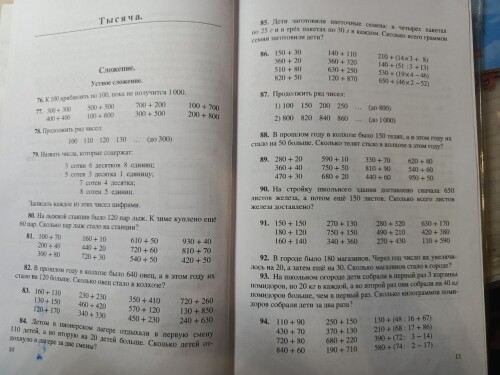 Тысяча.
Сложение.
Устное сложение.
76. К 100 прибавлять по 100, пока не получится 1000.
77. 300+300 500+500 700+200 100+700
400+400 100+600 300+500 200+800
78. Продолжить ряд чисел:
100 110 120 130 ... (до 300)
79. Назвать числа, которые содержат:
3 сотни 6 десятков 8 единиц;
5 сотен 3 десятка 1 единицу;
7 сотен 4 десятка;
8 сотен 5 единиц.
Записать каждое из этих чисел цифрами.
80. На лыжной станции было 120 пар лыж. К зиме куплено ещё
60 пар. Сколько пар лыж стало на станции?
81. 100+70 160+10 610+50 930+40
200+40 440+20 720+60 810+70
300+80 720+30 540+50 420+50
82. В прошлом году в колхозе было 640 овец, а в этом году их
стало на 120 больше. Сколько овец стало в колхозе?
83. 160+110 230+230 350+410 720+260
130+150 460+420 570+120 130+850
120+170 340+330 450+230 240+630
84. Летом в пионерском лагере отдыхали в первую смену
110 детей, а во вторую на 20 детей больше. Сколько детей от-
дохнуло в лагере за две смены?
10
85. Дети заготовили цветочные семена: в четырёх пакетах
по 25 г и в трёх пакетах по 30 г в каждом. Сколько всего граммов
семян заготовили дети?
86. 150+30 140+110 210+(14×3+8)
360+20 360+320 140+(51:3+13)
510+80 630+250 530+(19×4−46)
820+50 120+870 650+(46×2−52)
87. Продолжить ряд чисел:
1) 100 150 200 250 ... (до 800)
2) 800 820 840 860 ... (до 1000)
88. В прошлом году в колхозе было 150 телят, а в этом году их
стало на 50 больше. Сколько телят стало в колхозе?
89. 280+20 590+10 330+70 820+80
360+40 750+50 810+90 540+60
470+30 680+20 440+60 950+50
90. На стройку школьного здания доставлено сначала 650
листов железа, а потом ещё 150 листов. Сколько всего листов
железа доставлено?
91. 150+150 270+130 280+320 630+170
180+120 750+150 490+210 420+380
160+140 340+360 270+430 110+590
92. В городе было 180 магазинов. Через год их число увеличи-
лось на 20, а затем ещё на 30. Сколько магазинов стало в городе?
93. На школьном огороде дети собрали в первый раз 3 корзины
помидоров, по 20 кг в каждой, а во второй раз они собрали на 40 кг
помидоров больше, чем в первый. Сколько килограммов поми-
доров собрали дети за два раза?
94. 110+90 250+150 130+(48:16+67)
430+70 370+130 210+(68:17+86)
720+80 680+220 390+(72:3−14)
840+60 190+710 580+(74:2−17)
11